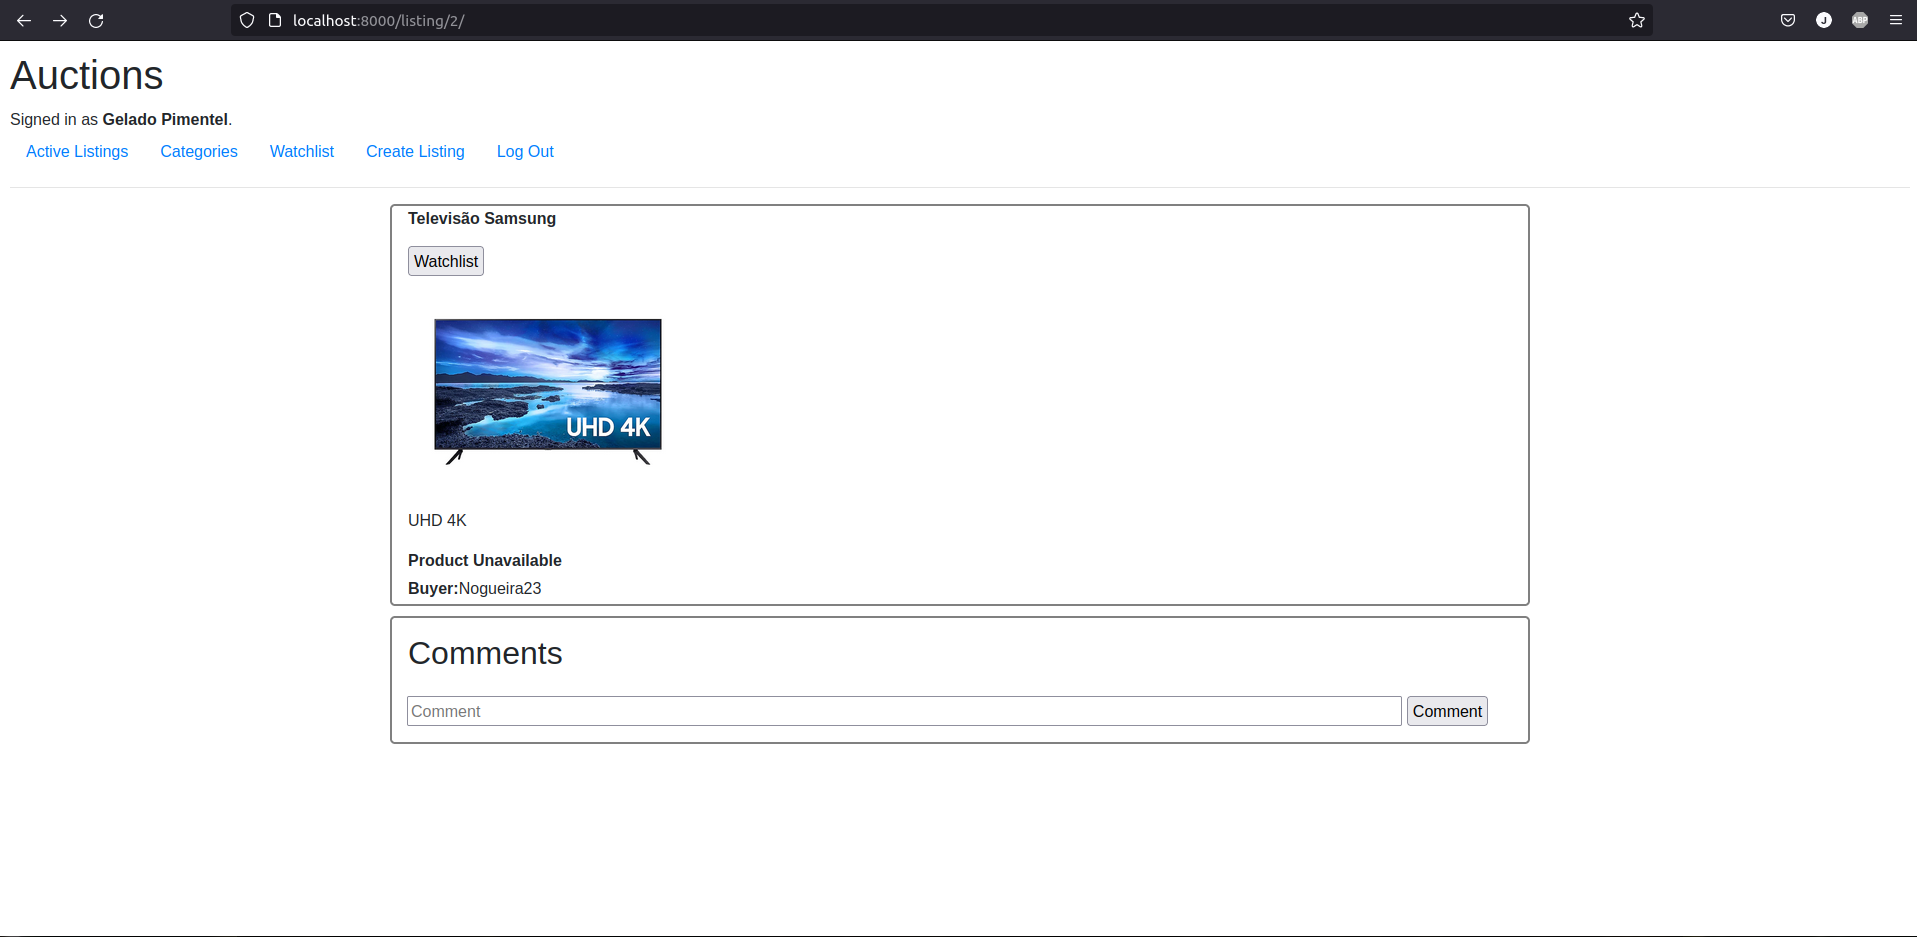 localhost:8000/listing/2/
J
ABP
Auctions
Signed in as Gelado Pimentel.
Active Listings Categories Watchlist Create Listing Log Out
Televisão Samsung
Watchlist
UHD 4K
UHD 4K
Product Unavailable
Buyer:Nogueira23
Comments
Comment Comment